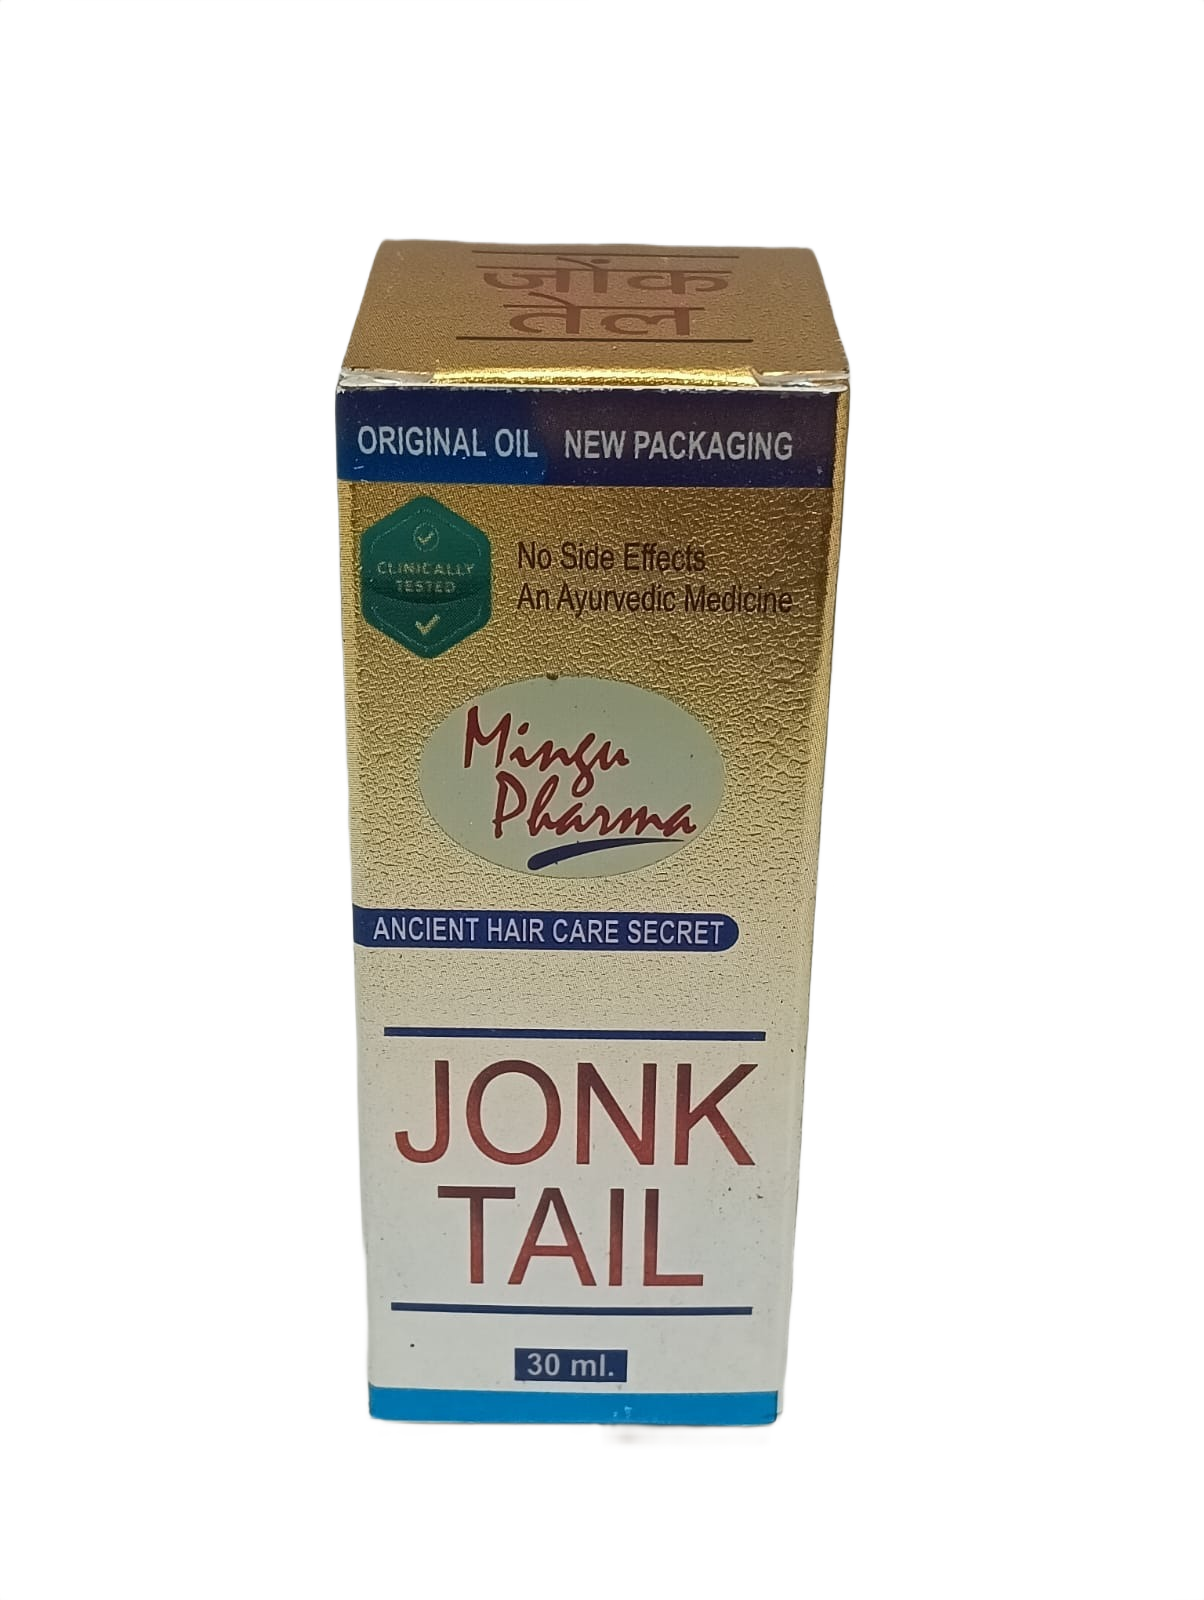 जोंक
तेल
ORIGINAL OIL NEW PACKAGING
CLINICALLY
TESTED
No Side Effects
An Ayurvedic Medicine
Mingu
Pharma
ANCIENT HAIR CARE SECRET
JONK
TAIL
30 ml.